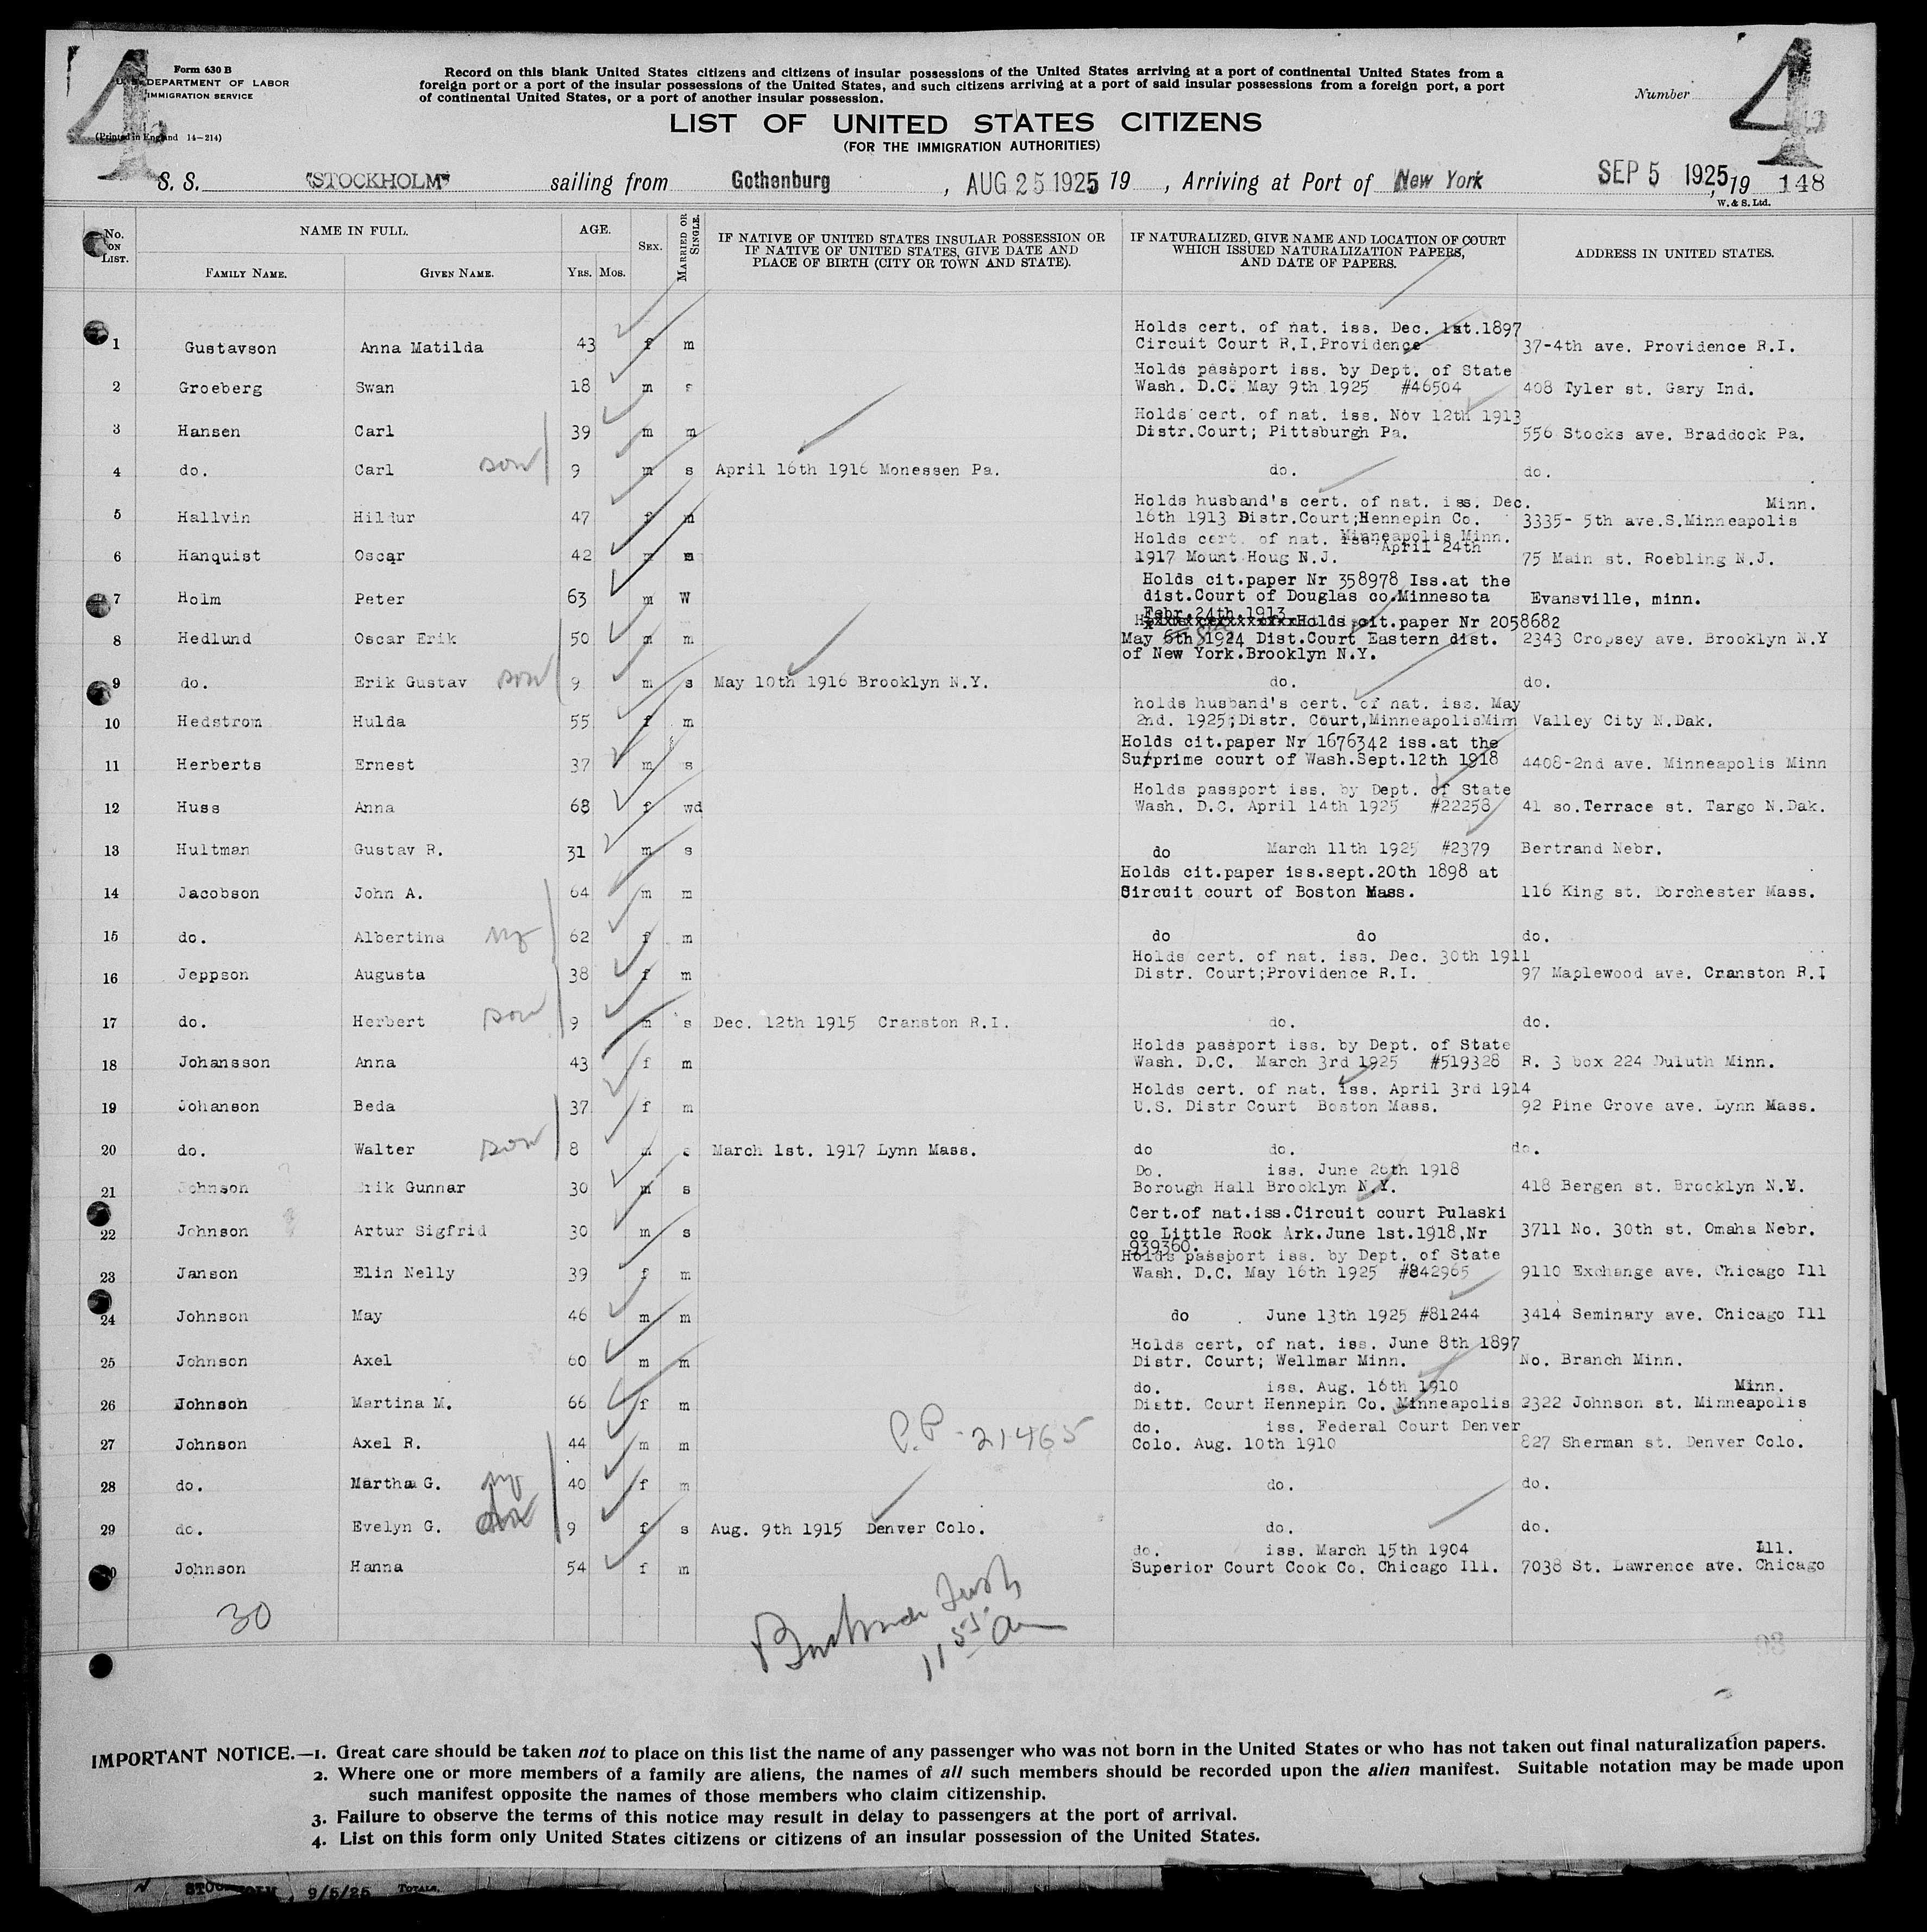 4
4
Form 630 B
U. S. DEPARTMENT OF LABOR
IMMIGRATION SERVICE
(Printed in England 14-214)
Record on this blank United States citizens and citizens of insular possessions of the United States arriving at a port of continental United States from a
foreign port or a port of the insular possessions of the United States, and such citizens arriving at a port of said insular possessions from a foreign port, a port
of continental United States, or a port of another insular possession.
Number
LIST OF UNITED STATES CITIZENS
(FOR THE IMMIGRATION AUTHORITIES)
S. S. "STOCKHOLM" sailing from Gothenburg, AUG 25 1925 19 , Arriving at Port of New York SEP 5 1925, 19 148
W. & S. Ltd.
No. ON LIST.
NAME IN FULL.
FAMILY NAME. GIVEN NAME.
AGE.
YRS. MOS.
SEX.
MARRIED OR SINGLE.
IF NATIVE OF UNITED STATES INSULAR POSSESSION OR
IF NATIVE OF UNITED STATES, GIVE DATE AND
PLACE OF BIRTH (CITY OR TOWN AND STATE).
IF NATURALIZED, GIVE NAME AND LOCATION OF COURT
WHICH ISSUED NATURALIZATION PAPERS,
AND DATE OF PAPERS.
ADDRESS IN UNITED STATES.
Holds cert. of nat. iss. Dec. 1st.1897
1 Gustavson Anna Matilda 43 f m Circuit Court R.I.Providence 37-4th ave. Providence R.I.
Holds passport iss. by Dept. of State
2 Groeberg Swan 18 m s Wash. D.C. May 9th 1925 #46504 408 Tyler st. Gary Ind.
Holds cert. of nat. iss. Nov 12th 1913
3 Hansen Carl 39 m m Distr.Court; Pittsburgh Pa. 556 Stocks ave. Braddock Pa.
4 do. Carl son 9 m s April 16th 1916 Monessen Pa. do. do.
Holds husband's cert. of nat. iss. Dec. Minn.
5 Hallvin Hildur 47 f m 16th 1913 Distr.Court;Hennepin Co. 3335- 5th ave.S.Minneapolis
Minneapolis Minn.
Holds cert. of nat. iss. April 24th
6 Hanquist Oscar 42 m m 1917 Mount Houg N.J. 75 Main st. Roebling N.J.
Holds cit.paper Nr 358978 Iss.at the
7 Holm Peter 63 m W dist.Court of Douglas co.Minnesota Evansville, minn.
Febr.24th 1913
Holds cit.paper Nr 2058682
8 Hedlund Oscar Erik 50 m m May 6th 1924 Dist.Court Eastern dist. 2343 Cropsey ave. Brooklyn N.Y
of New York.Brooklyn N.Y.
9 do. Erik Gustav son 9 m s May 10th 1916 Brooklyn N.Y. do. do.
holds husband's cert. of nat. iss. May
10 Hedstrom Hulda 55 f m 2nd. 1925;Distr. Court,MinneapolisMinn Valley City N.Dak.
Holds cit.paper Nr 1676342 iss.at the
11 Herberts Ernest 37 m s Surprime court of Wash.Sept.12th 1918 4408-2nd ave. Minneapolis Minn
Holds passport iss. by Dept. of State
12 Huss Anna 68 f wd Wash. D.C. April 14th 1925 #22258 41 so.Terrace st. Targo N.Dak.
13 Hultman Gustav R. 31 m s do March 11th 1925 #2379 Bertrand Nebr.
Holds cit.paper iss.sept.20th 1898 at
14 Jacobson John A. 64 m m Circuit court of Boston Mass. 116 King st. Dorchester Mass.
15 do. Albertina 62 f m do do do.
Holds cert. of nat. iss. Dec. 30th 1911
16 Jeppson Augusta 38 f m Distr. Court;Providence R.I. 97 Maplewood ave. Cranston R.I
17 do. Herbert son 9 m s Dec. 12th 1915 Cranston R.I. do. do.
Holds passport iss. by Dept. of State
18 Johansson Anna 43 f m Wash. D.C. March 3rd 1925 #519328 R. 3 box 224 Duluth Minn.
Holds cert. of nat. iss. April 3rd 1914
19 Johanson Beda 37 f m U.S. Distr Court Boston Mass. 92 Pine Grove ave. Lynn Mass.
20 do. Walter son 8 m s March 1st. 1917 Lynn Mass. do do. do.
Do. iss. June 26th 1918
21 Johnson Erik Gunnar 30 m s Borough Hall Brooklyn N.Y. 418 Bergen st. Brooklyn N.Y.
Cert.of nat.iss.Circuit court Pulaski
22 Johnson Artur Sigfrid 30 m s co Little Rock Ark.June 1st.1918,Nr 3711 No. 30th st. Omaha Nebr.
939360.
Holds passport iss. by Dept. of State
23 Janson Elin Nelly 39 f m Wash. D.C. May 16th 1925 #842965 9110 Exchange ave. Chicago Ill
24 Johnson May 46 m m do June 13th 1925 #81244 3414 Seminary ave. Chicago Ill
Holds cert. of nat. iss. June 8th 1897
25 Johnson Axel 60 m m Distr. Court; Wellmar Minn. No. Branch Minn.
do. iss. Aug. 16th 1910 Minn.
26 Johnson Martina M. 66 f m Distt. Court Hennepin Co. Minneapolis 2322 Johnson st. Minneapolis
do. iss. Federal Court Denver
27 Johnson Axel R. 44 m m P.P-21465 Colo. Aug. 10th 1910 827 Sherman st. Denver Colo.
28 do. Martha G. 40 f m do. do.
29 do. Evelyn G. 9 f s Aug. 9th 1915 Denver Colo. do. do.
do. iss. March 15th 1904 Ill.
Johnson Hanna 54 f m Superior Court Cook Co. Chicago Ill. 7038 St. Lawrence ave. Chicago
30
11 55 am
IMPORTANT NOTICE.—1. Great care should be taken not to place on this list the name of any passenger who was not born in the United States or who has not taken out final naturalization papers.
2. Where one or more members of a family are aliens, the names of all such members should be recorded upon the alien manifest. Suitable notation may be made upon
such manifest opposite the names of those members who claim citizenship.
3. Failure to observe the terms of this notice may result in delay to passengers at the port of arrival.
4. List on this form only United States citizens or citizens of an insular possession of the United States.
STOCKHOLM 9/5/25 TOTALS,